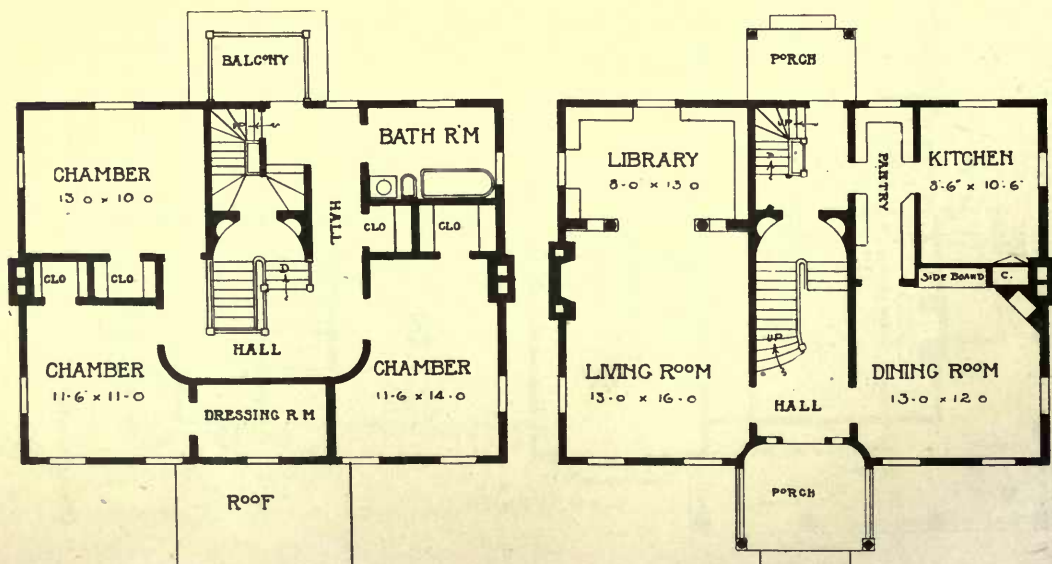 BALCONY
CHAMBER
13 0 × 10 0
BATH R'M
HALL
CLO
CLO
CLO
CLO
D
HALL
CHAMBER
11-6 × 11-0
CHAMBER
11-6 × 14-0
DRESSING R M
ROOF
PORCH
UP
D
LIBRARY
8-0 × 13 0
PANTRY
KITCHEN
8'-6" × 10'-6"
SIDE BOARD
C.
UP
LIVING ROOM
13-0 × 16-0
DINING ROOM
13-0 × 12 0
HALL
PORCH